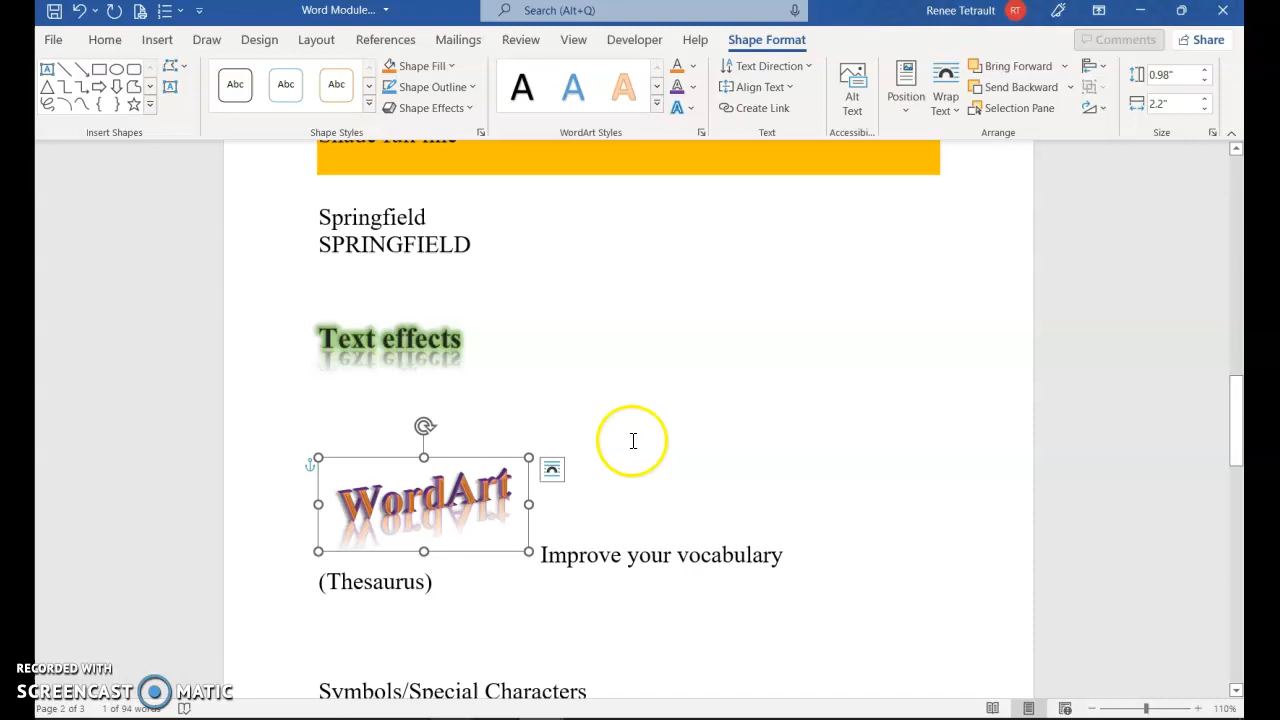 Word Module...
Search (Alt+Q)
Renee Tetrault
RT
File
Home
Insert
Draw
Design
Layout
References
Mailings
Review
View
Developer
Help
Shape Format
Comments
Share
Abc
Abc
Abc
Shape Fill
Shape Outline
Shape Effects
A
A
A
Text Direction
Align Text
Create Link
Alt
Text
Position
Wrap
Text
Bring Forward
Send Backward
Selection Pane
0.98"
2.2"
Insert Shapes
Shape Styles
WordArt Styles
Text
Accessibi...
Arrange
Size
Shade full line
Springfield
SPRINGFIELD
Text effects
WordArt
Improve your vocabulary
(Thesaurus)
Symbols/Special Characters
RECORDED WITH
SCREENCAST MATIC
Page 2 of 3
1 of 94 words
110%